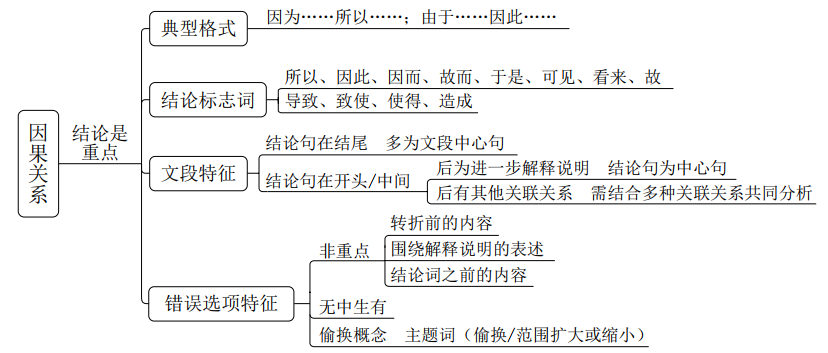 因果关系
结论是
重点
典型格式
因为……所以……；由于……因此……
结论标志词
所以、因此、因而、故而、于是、可见、看来、故
导致、致使、使得、造成
文段特征
结论句在结尾 多为文段中心句
结论句在开头/中间
后为进一步解释说明 结论句为中心句
后有其他关联关系 需结合多种关联关系共同分析
错误选项特征
非重点
转折前的内容
围绕解释说明的表述
结论词之前的内容
无中生有
偷换概念 主题词（偷换/范围扩大或缩小）